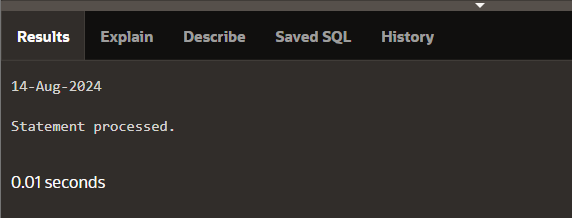 Results Explain Describe Saved SQL History
14-Aug-2024
Statement processed.
0.01 seconds